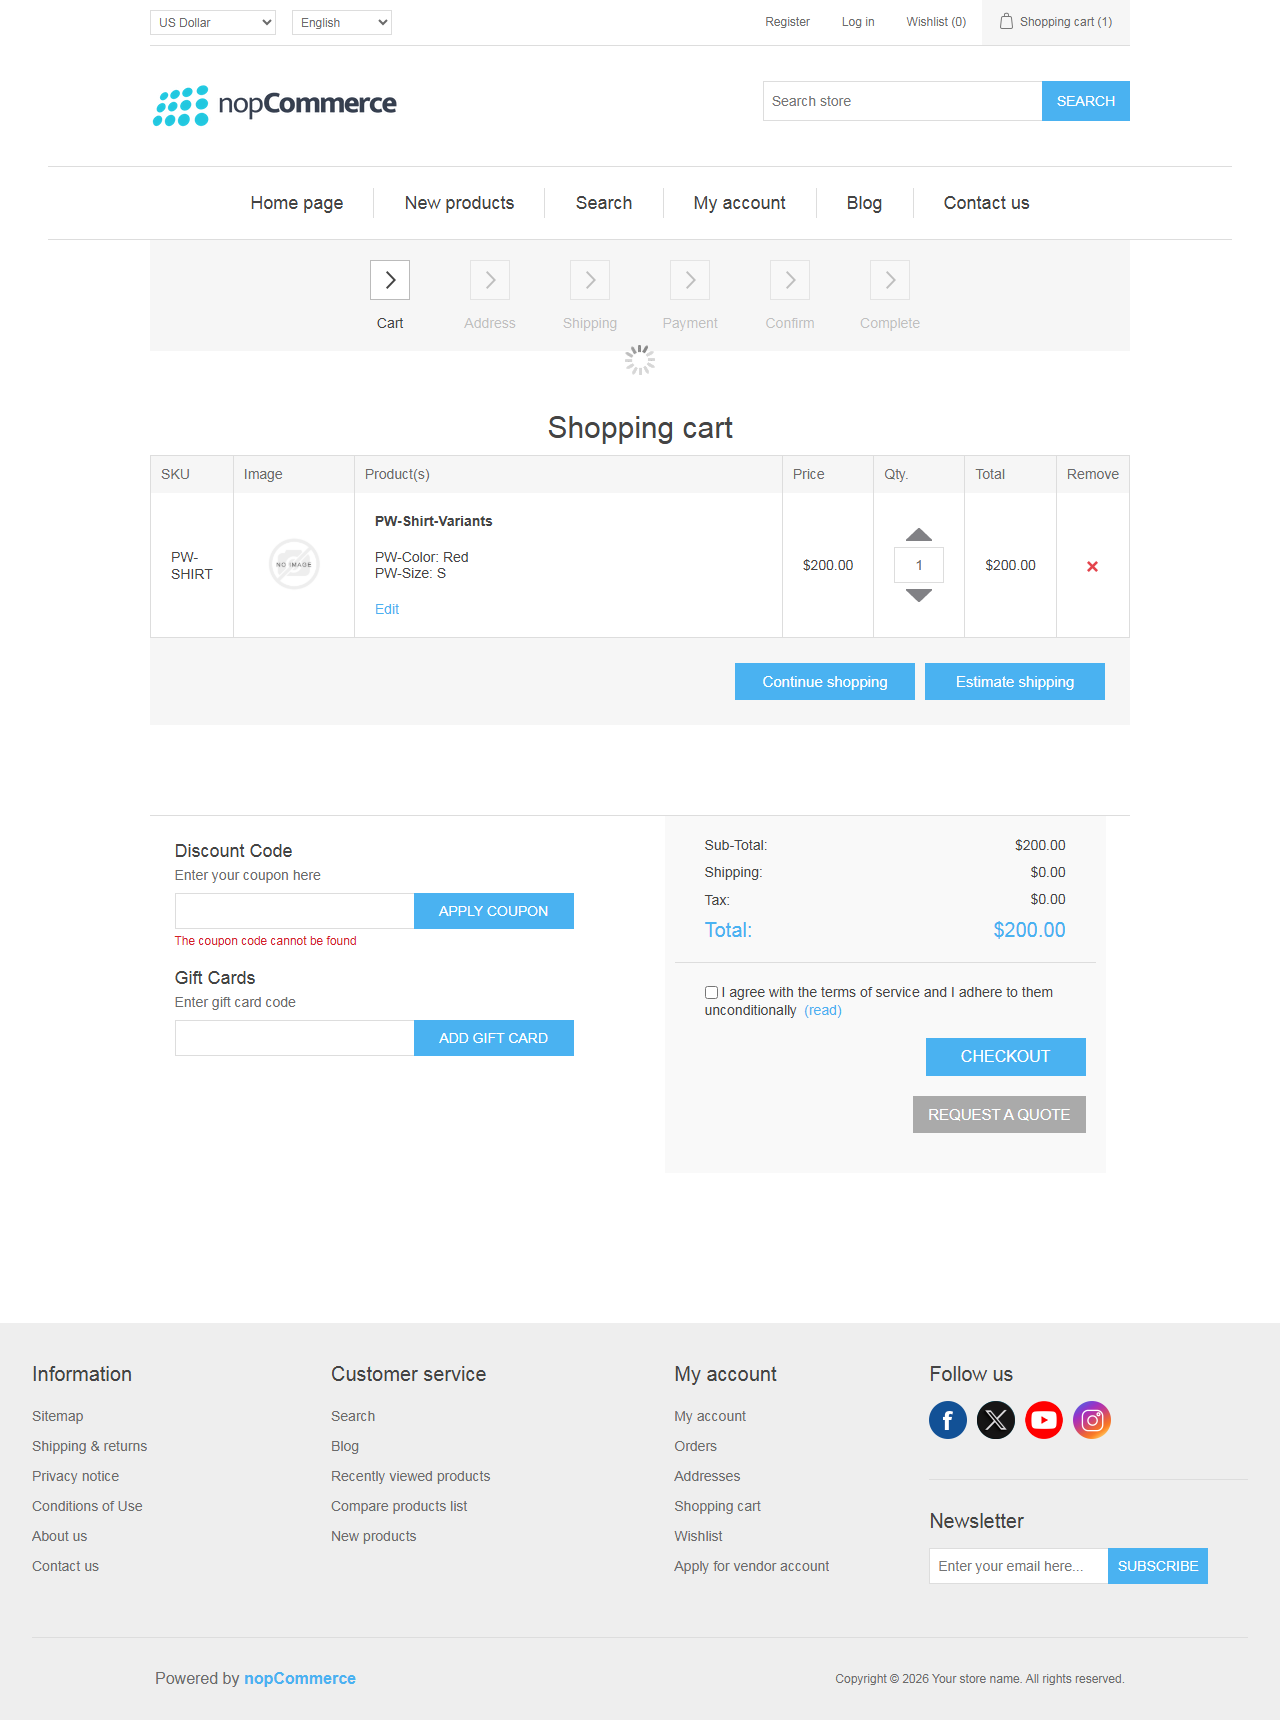 US Dollar English Register Log in Wishlist (0) Shopping cart (1)
nopCommerce Search store SEARCH
Home page New products Search My account Blog Contact us
Cart Address Shipping Payment Confirm Complete
Shopping cart
SKU Image Product(s) Price Qty. Total Remove
PW-Shirt-Variants
PW-Color: Red
PW-Size: S
Edit
PW-
SHIRT
NO IMAGE
$200.00 1 $200.00
Continue shopping Estimate shipping
Discount Code
Enter your coupon here
APPLY COUPON
The coupon code cannot be found
Gift Cards
Enter gift card code
ADD GIFT CARD
Sub-Total: $200.00
Shipping: $0.00
Tax: $0.00
Total: $200.00
I agree with the terms of service and I adhere to them
unconditionally (read)
CHECKOUT
REQUEST A QUOTE
Information
Sitemap
Shipping & returns
Privacy notice
Conditions of Use
About us
Contact us
Customer service
Search
Blog
Recently viewed products
Compare products list
New products
My account
My account
Orders
Addresses
Shopping cart
Wishlist
Apply for vendor account
Follow us
Newsletter
Enter your email here... SUBSCRIBE
Powered by nopCommerce
Copyright © 2026 Your store name. All rights reserved.